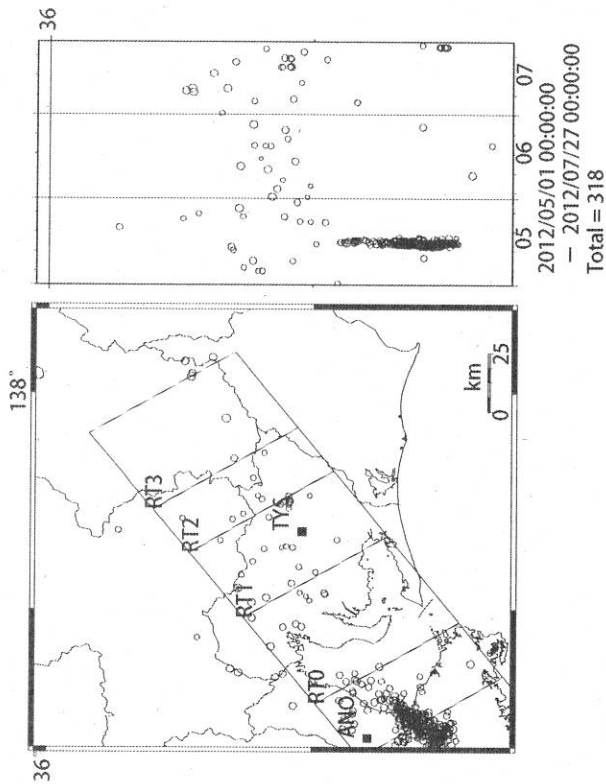 36
05
06
07
2012/05/01 00:00:00
– 2012/07/27 00:00:00
Total = 318
36°
138°
RT3
RT2
TYS
RT1
RT0
ANO
km
0 25